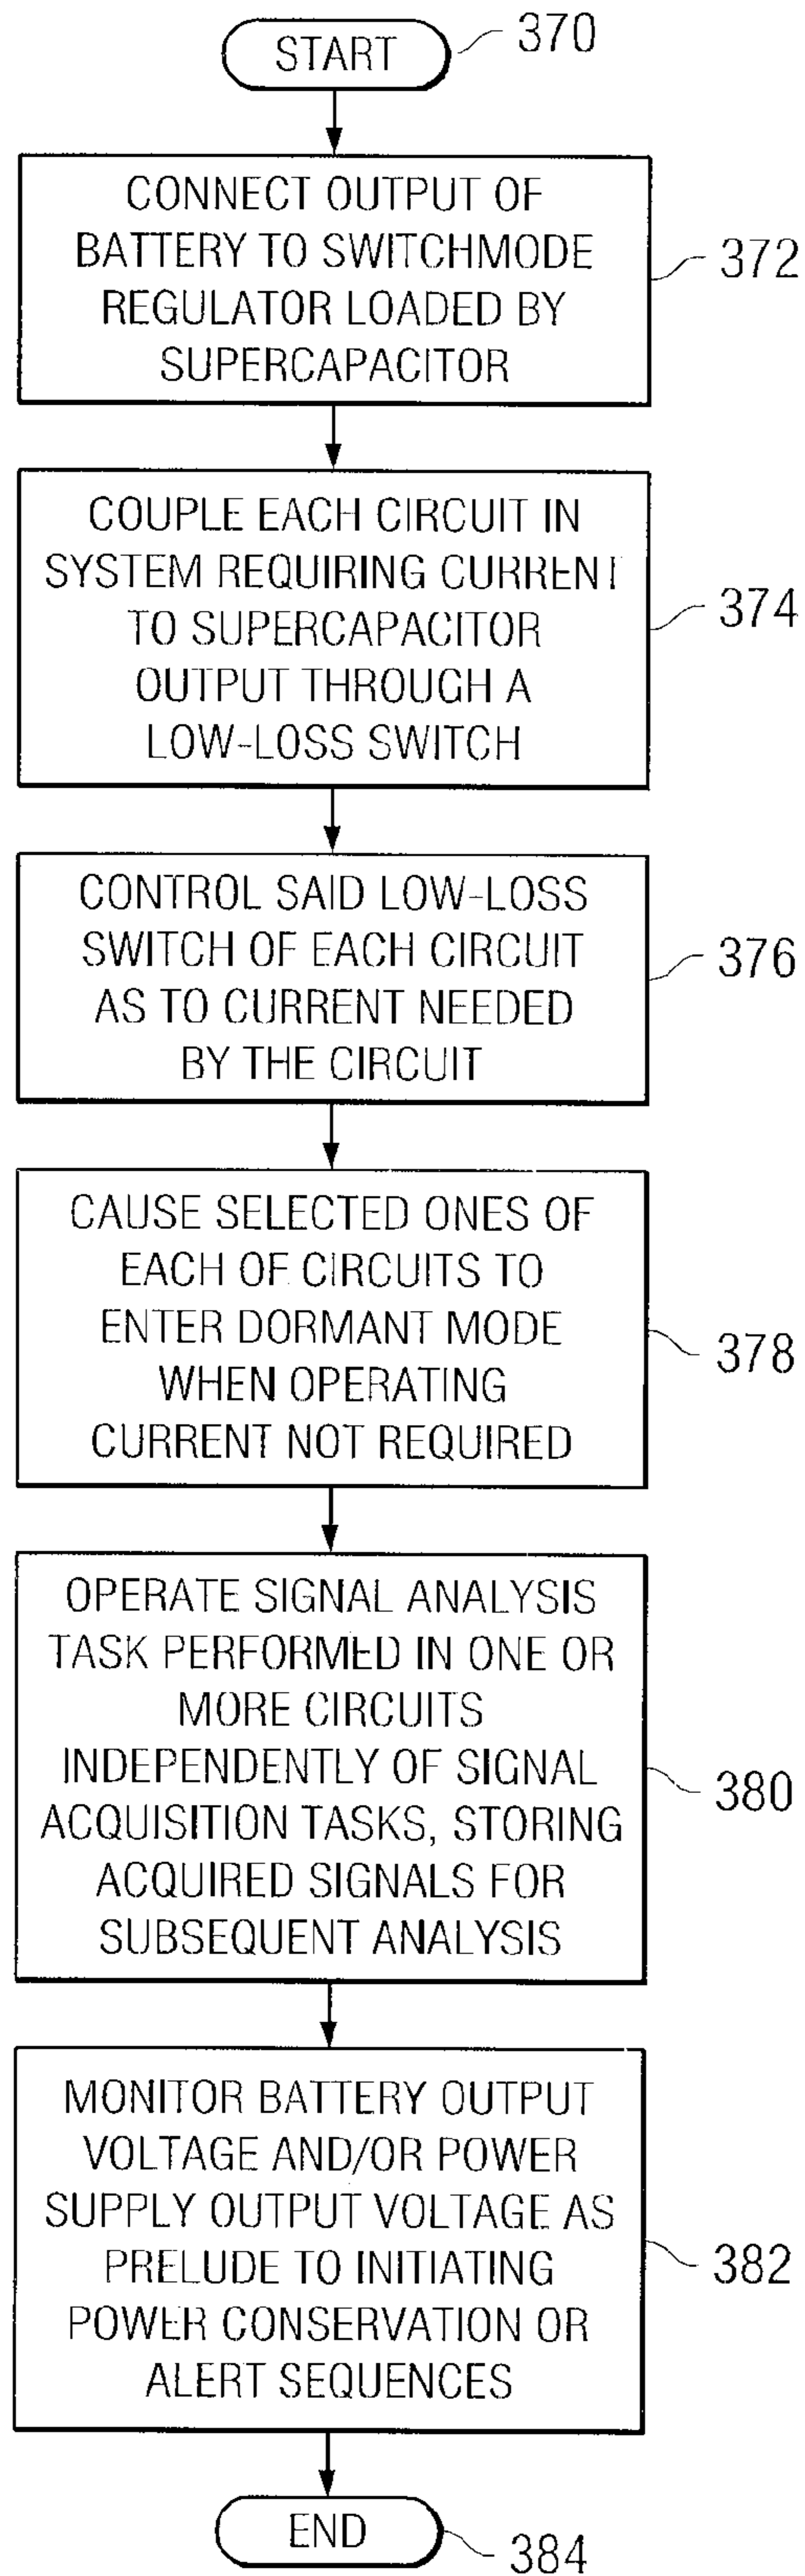 START
370
CONNECT OUTPUT OF
BATTERY TO SWITCHMODE
REGULATOR LOADED BY
SUPERCAPACITOR
372
COUPLE EACH CIRCUIT IN
SYSTEM REQUIRING CURRENT
TO SUPERCAPACITOR
OUTPUT THROUGH A
LOW-LOSS SWITCH
374
CONTROL SAID LOW-LOSS
SWITCH OF EACH CIRCUIT
AS TO CURRENT NEEDED
BY THE CIRCUIT
376
CAUSE SELECTED ONES OF
EACH OF CIRCUITS TO
ENTER DORMANT MODE
WHEN OPERATING
CURRENT NOT REQUIRED
378
OPERATE SIGNAL ANALYSIS
TASK PERFORMED IN ONE OR
MORE CIRCUITS
INDEPENDENTLY OF SIGNAL
ACQUISITION TASKS, STORING
ACQUIRED SIGNALS FOR
SUBSEQUENT ANALYSIS
380
MONITOR BATTERY OUTPUT
VOLTAGE AND/OR POWER
SUPPLY OUTPUT VOLTAGE AS
PRELUDE TO INITIATING
POWER CONSERVATION OR
ALERT SEQUENCES
382
END
384